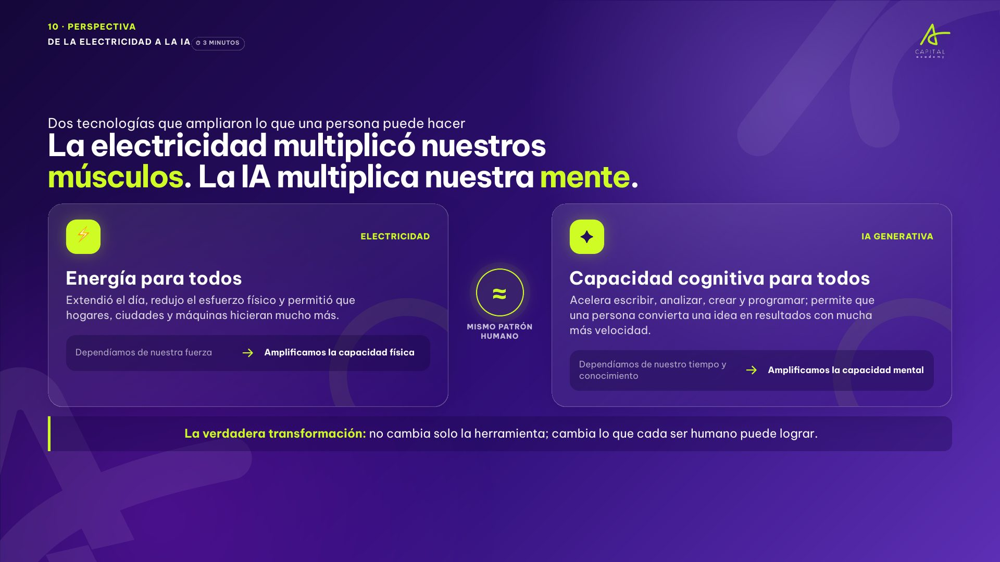 10 · PERSPECTIVA
DE LA ELECTRICIDAD A LA IA
⏱ 3 MINUTOS
CAPITAL
academy
Dos tecnologías que ampliaron lo que una persona puede hacer
La electricidad multiplicó nuestros
músculos. La IA multiplica nuestra mente.
ELECTRICIDAD
Energía para todos
Extendió el día, redujo el esfuerzo físico y permitió que
hogares, ciudades y máquinas hicieran mucho más.
Dependíamos de nuestra fuerza → Amplificamos la capacidad física
≈
MISMO PATRÓN
HUMANO
IA GENERATIVA
Capacidad cognitiva para todos
Acelera escribir, analizar, crear y programar; permite que
una persona convierta una idea en resultados con mucha
más velocidad.
Dependíamos de nuestro tiempo y
conocimiento
→ Amplificamos la capacidad mental
La verdadera transformación: no cambia solo la herramienta; cambia lo que cada ser humano puede lograr.